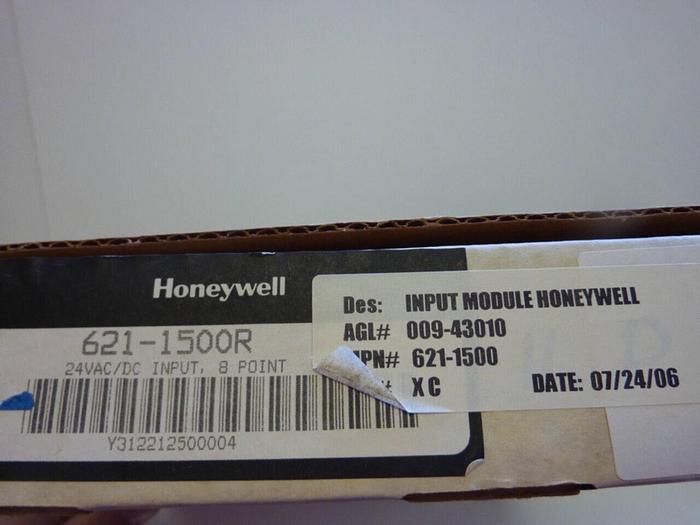 Honeywell
621-1500R
24VAC/DC INPUT, 8 POINT
Y312212500004
Des: INPUT MODULE HONEYWELL
AGL# 009-43010
PN# 621-1500
# X C DATE: 07/24/06